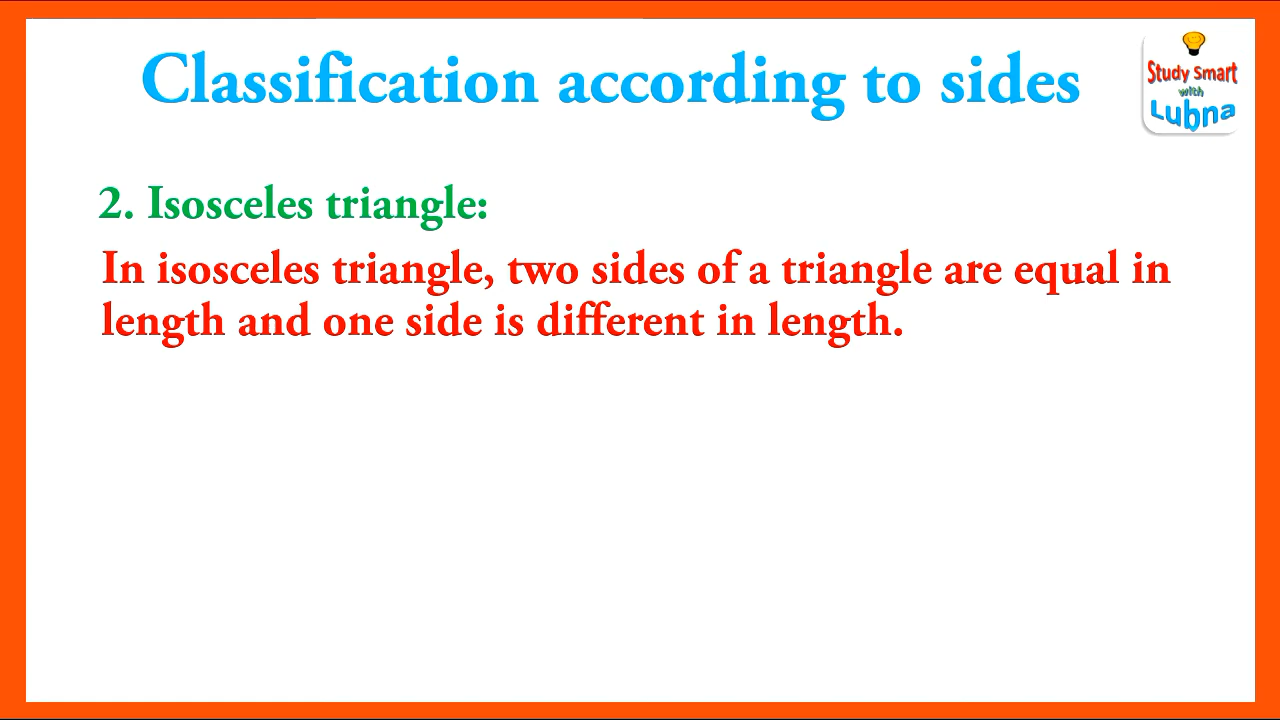 Classification according to sides
Study Smart
with
Lubna
2. Isosceles triangle:
In isosceles triangle, two sides of a triangle are equal in
length and one side is different in length.